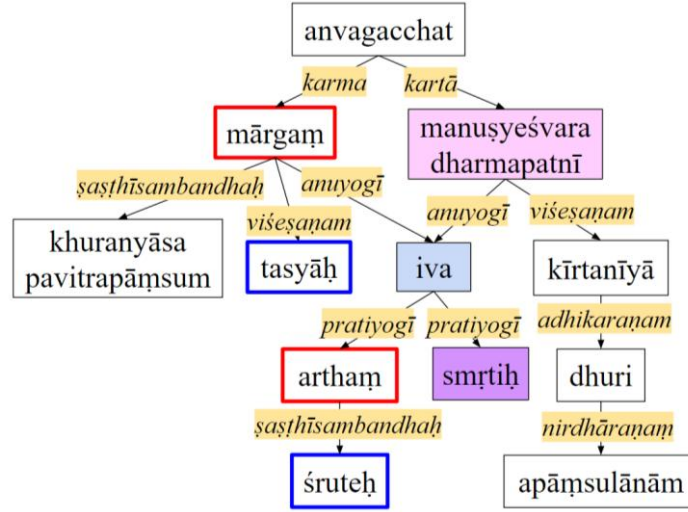 anvagacchat
karma
kartā
mārgaṃ
manuṣyeśvara
dharmapatnī
ṣaṣṭhīsambandhaḥ
anuyogī
anuyogī
viśeṣaṇam
viśeṣaṇam
khuranyāsa
pavitrapāṃsum
tasyāḥ
iva
kīrtanīyā
pratiyogī
pratiyogī
adhikaraṇam
arthaṃ
smṛtiḥ
dhuri
ṣaṣṭhīsambandhaḥ
nirdhāraṇaṃ
śruteḥ
apāṃsulānām